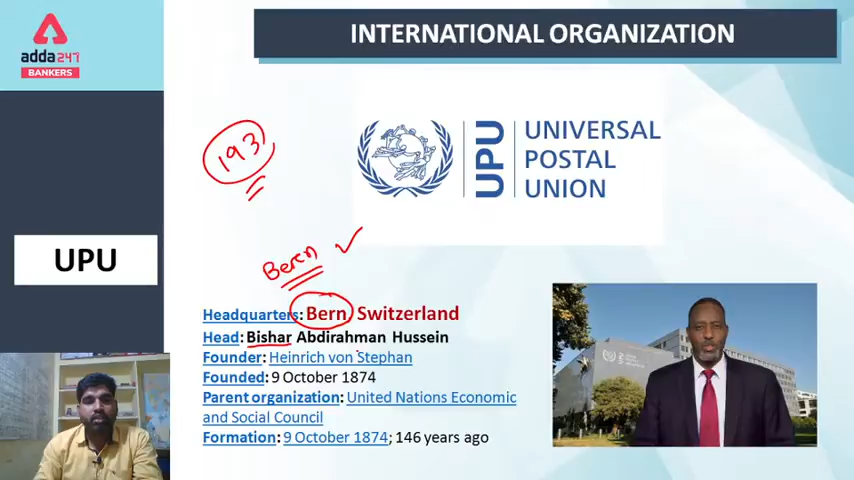 adda247
BANKERS
INTERNATIONAL ORGANIZATION
193
UPU
UNIVERSAL
POSTAL
UNION
UPU
Bern
Headquarters: Bern Switzerland
Head: Bishar Abdirahman Hussein
Founder: Heinrich von Stephan
Founded: 9 October 1874
Parent organization: United Nations Economic
and Social Council
Formation: 9 October 1874; 146 years ago